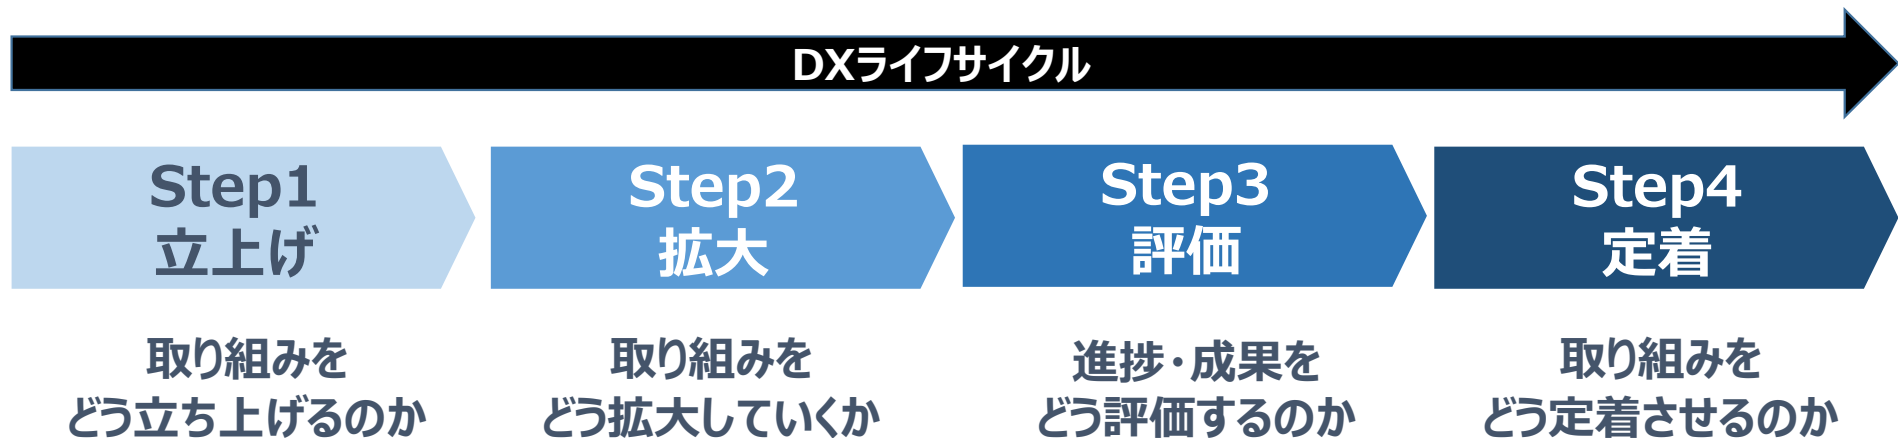 DXライフサイクル
Step1
立上げ
Step2
拡大
Step3
評価
Step4
定着
取り組みを
どう立ち上げるのか
取り組みを
どう拡大していくか
進捗・成果を
どう評価するのか
取り組みを
どう定着させるのか